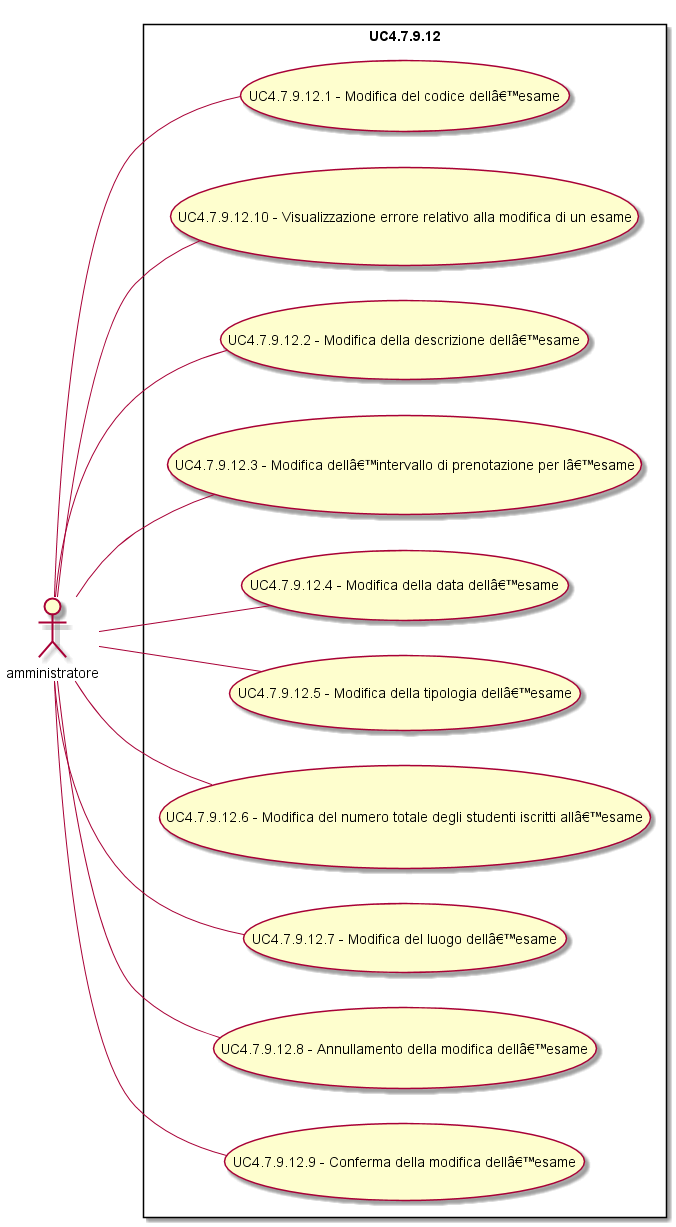 UC4.7.9.12
UC4.7.9.12.1 - Modifica del codice dellâ€™esame
UC4.7.9.12.10 - Visualizzazione errore relativo alla modifica di un esame
UC4.7.9.12.2 - Modifica della descrizione dellâ€™esame
UC4.7.9.12.3 - Modifica dellâ€™intervallo di prenotazione per lâ€™esame
UC4.7.9.12.4 - Modifica della data dellâ€™esame
amministratore
UC4.7.9.12.5 - Modifica della tipologia dellâ€™esame
UC4.7.9.12.6 - Modifica del numero totale degli studenti iscritti allâ€™esame
UC4.7.9.12.7 - Modifica del luogo dellâ€™esame
UC4.7.9.12.8 - Annullamento della modifica dellâ€™esame
UC4.7.9.12.9 - Conferma della modifica dellâ€™esame